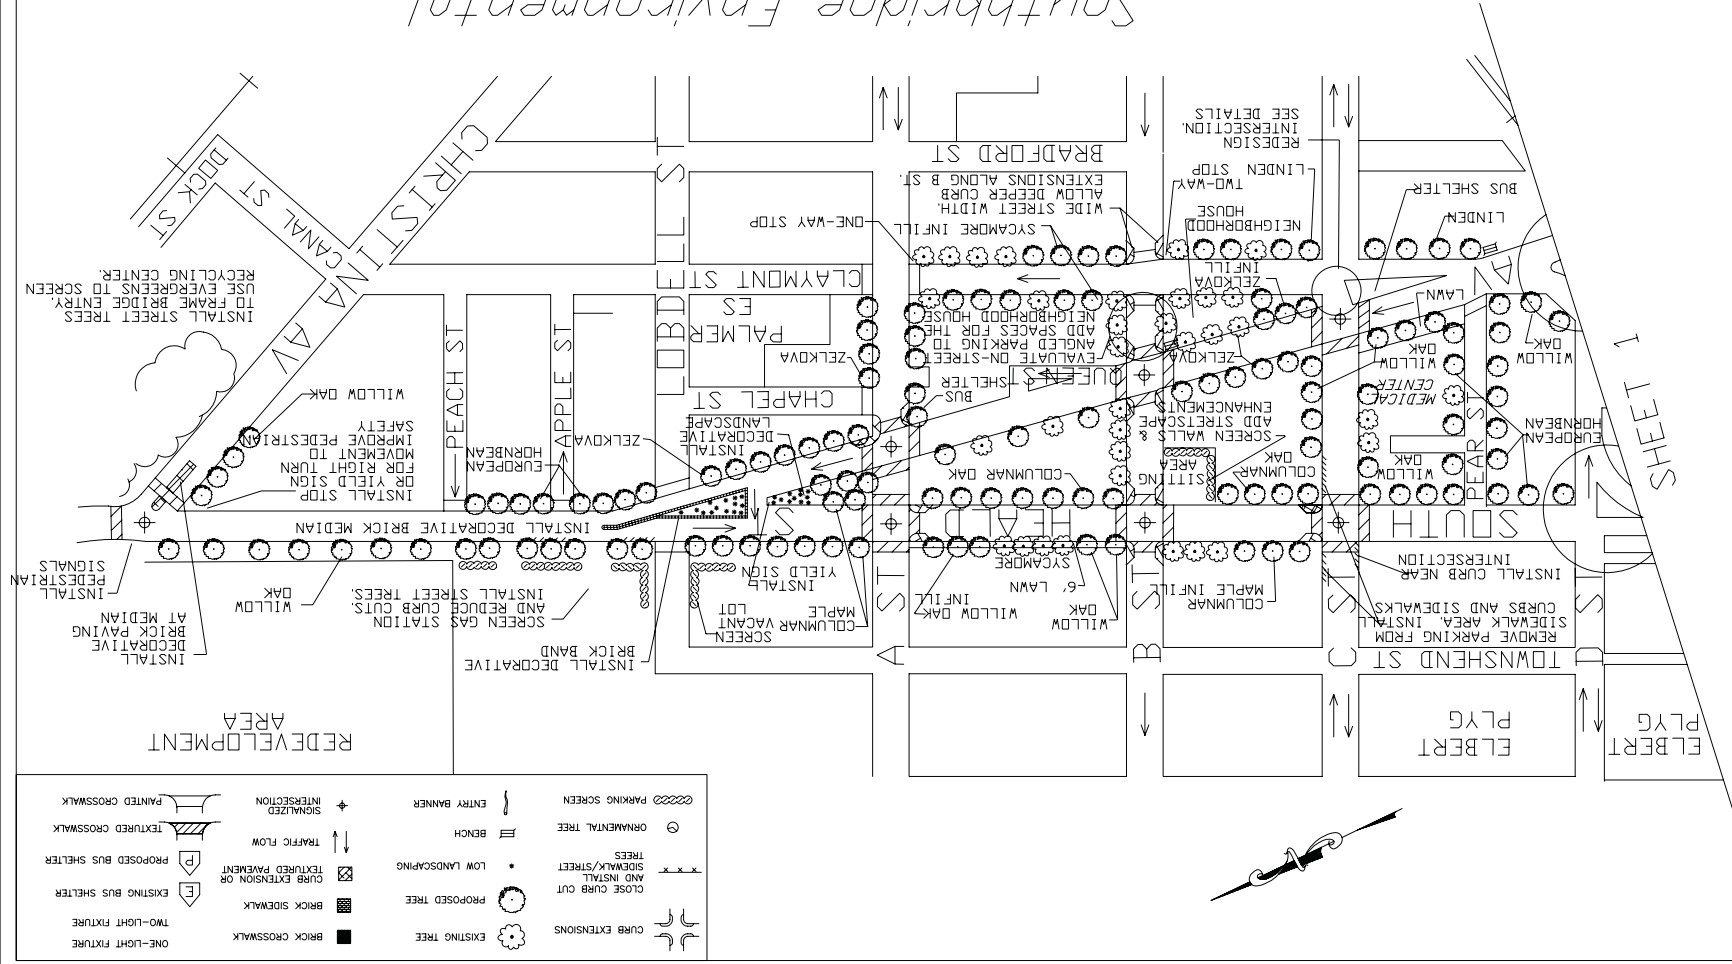 CURB EXTENSIONS
CLOSE CURB CUT
AND INSTALL
SIDEWALK/STREET
TREES
ORNAMENTAL TREE
PARKING SCREEN
EXISTING TREE
PROPOSED TREE
LOW LANDSCAPING
BENCH
ENTRY BANNER
BRICK CROSSWALK
BRICK SIDEWALK
CURB EXTENSION OR
TEXTURED PAVEMENT
TRAFFIC FLOW
SIGNALIZED
INTERSECTION
ONE-LIGHT FIXTURE
TWO-LIGHT FIXTURE
E
EXISTING BUS SHELTER
P
PROPOSED BUS SHELTER
TEXTURED CROSSWALK
PAINTED CROSSWALK
ELBERT
PLYG
ELBERT
PLYG
REDEVELOPMENT
AREA
TOWNSHEND ST
D ST
C ST
B ST
A ST
REMOVE PARKING FROM
SIDEWALK AREA. INSTALL
CURBS AND SIDEWALKS
INSTALL CURB NEAR
INTERSECTION
COLUMNAR
MAPLE INFILL
WILLOW
OAK
6', LAWN
SYCAMORE
WILLOW OAK
INFILL
COLUMNAR
MAPLE
SCREEN
VACANT
LOT
INSTALL
YIELD SIGN
INSTALL DECORATIVE
BRICK BAND
SCREEN GAS STATION
AND REDUCE CURB CUTS.
INSTALL STREET TREES.
WILLOW
OAK
INSTALL
DECORATIVE
BRICK PAVING
AT MEDIAN
INSTALL
PEDESTRIAN
SIGNALS
SOUTH
HEALD
S
INSTALL DECORATIVE BRICK MEDIAN
SHEET 1
EUROPEAN
HORNBEAN
PEAR ST
WILLOW
OAK
MEDICAL
CENTER
WILLOW
OAK
WILLOW
OAK
COLUMNAR
OAK
SITTING
AREA
SCREEN WALLS &
ADD STRETSCAPE
ENHANCEMENTS
COLUMNAR OAK
INSTALL
DECORATIVE
LANDSCAPE
ZELKOVA
EUROPEAN
HORNBEAN
INSTALL STOP
OR YIELD SIGN
FOR RIGHT TURN
MOVEMENT TO
IMPROVE PEDESTRIAN
SAFETY
WILLOW OAK
BUS
SHELTER
QUEEN ST
ZELKOVA
EVALUATE ON-STREET
ANGLED PARKING TO
ADD SPACES FOR THE
NEIGHBORHOOD HOUSE
CHAPEL ST
ZELKOVA
PALMER
ES
APPLE ST
PEACH ST
LOBDELL ST
CLAYMONT ST
LAWN
AV
ZELKOVA
INFILL
INSTALL STREET TREES
TO FRAME BRIDGE ENTRY.
USE EVERGREENS TO SCREEN
RECYCLING CENTER.
CHRISTINA AV
CANAL ST
DOCK ST
LINDEN
BUS SHELTER
NEIGHBORHOOD
HOUSE
TWO-WAY
STOP
LINDEN
SYCAMORE INFILL
ONE-WAY STOP
WIDE STREET WIDTH.
ALLOW DEEPER CURB
EXTENSIONS ALONG B ST.
BRADFORD ST
REDESIGN
INTERSECTION.
SEE DETAILS
Southbridge Environmental